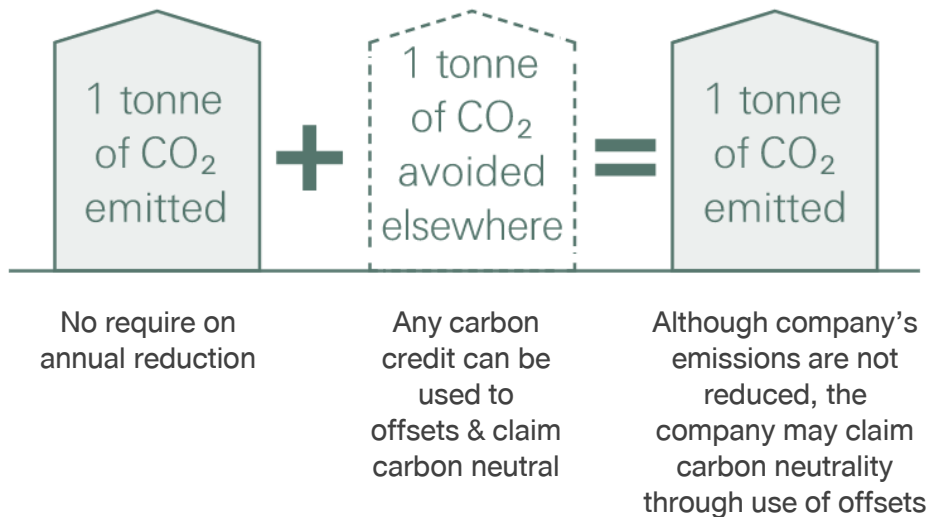 1 tonne
of CO₂
emitted
+
1 tonne
of CO₂
avoided
elsewhere
=
1 tonne
of CO₂
emitted
No require on
annual reduction
Any carbon
credit can be
used to
offsets & claim
carbon neutral
Although company’s
emissions are not
reduced, the
company may claim
carbon neutrality
through use of offsets